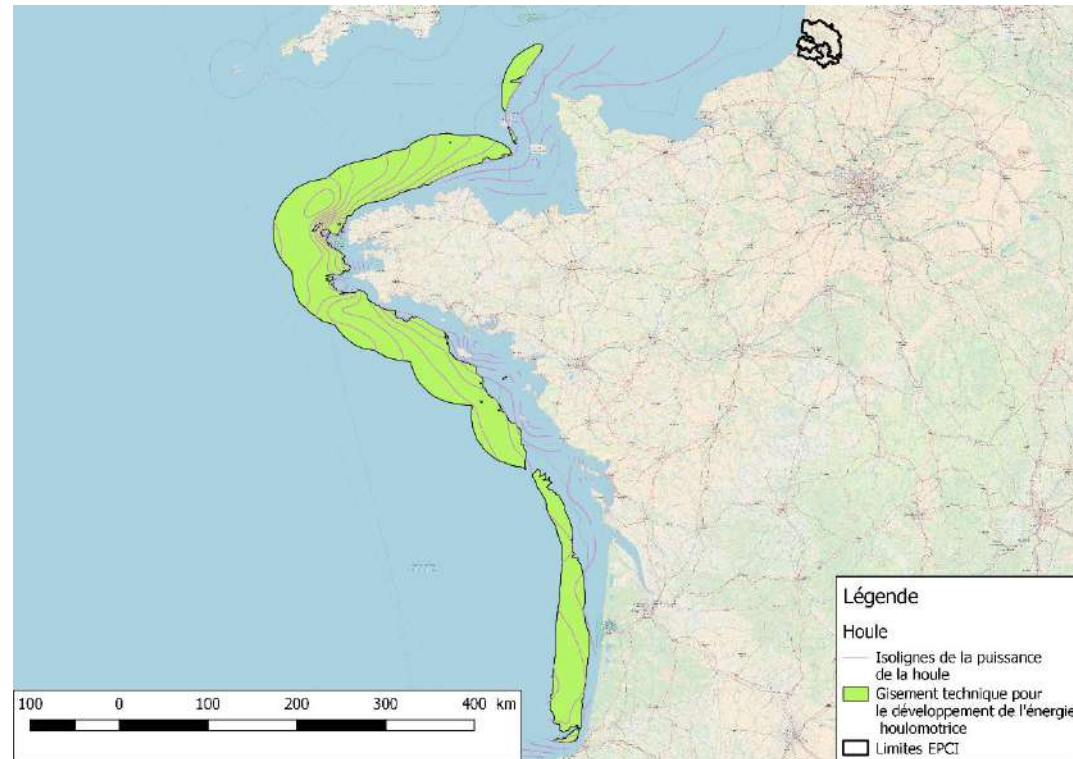 Légende
Houle
Isolignes de la puissance
de la houle
Gisement technique pour
le développement de l'énergie
houlomotrice
Limites EPCI
100 0 100 200 300 400 km